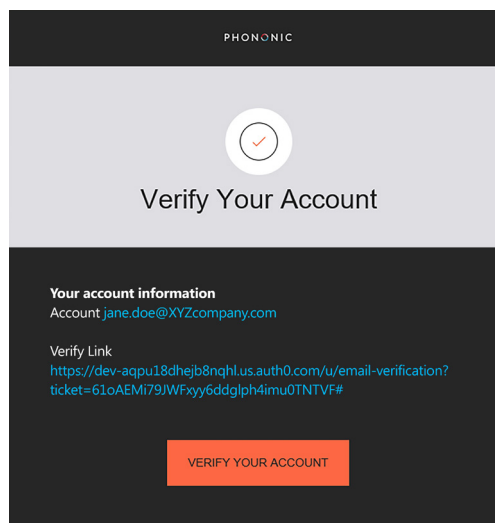 PHONONIC
Verify Your Account
Your account information
Account jane.doe@XYZcompany.com
Verify Link
https://dev-aqpu18dhejb8nqhl.us.auth0.com/u/email-verification?
ticket=61oAEMi79JWFxyy6ddglph4imu0TNTVF#
VERIFY YOUR ACCOUNT